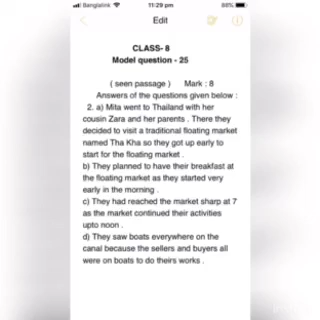 Banglalink
11:29 pm
88%
Edit
CLASS- 8
Model question - 25
( seen passage ) Mark : 8
Answers of the questions given below :
2. a) Mita went to Thailand with her
cousin Zara and her parents . There they
decided to visit a traditional floating market
named Tha Kha so they got up early to
start for the floating market .
b) They planned to have their breakfast at
the floating market as they started very
early in the morning .
c) They had reached the market sharp at 7
as the market continued their activities
upto noon .
d) They saw boats everywhere on the
canal because the sellers and buyers all
were on boats to do theirs works .